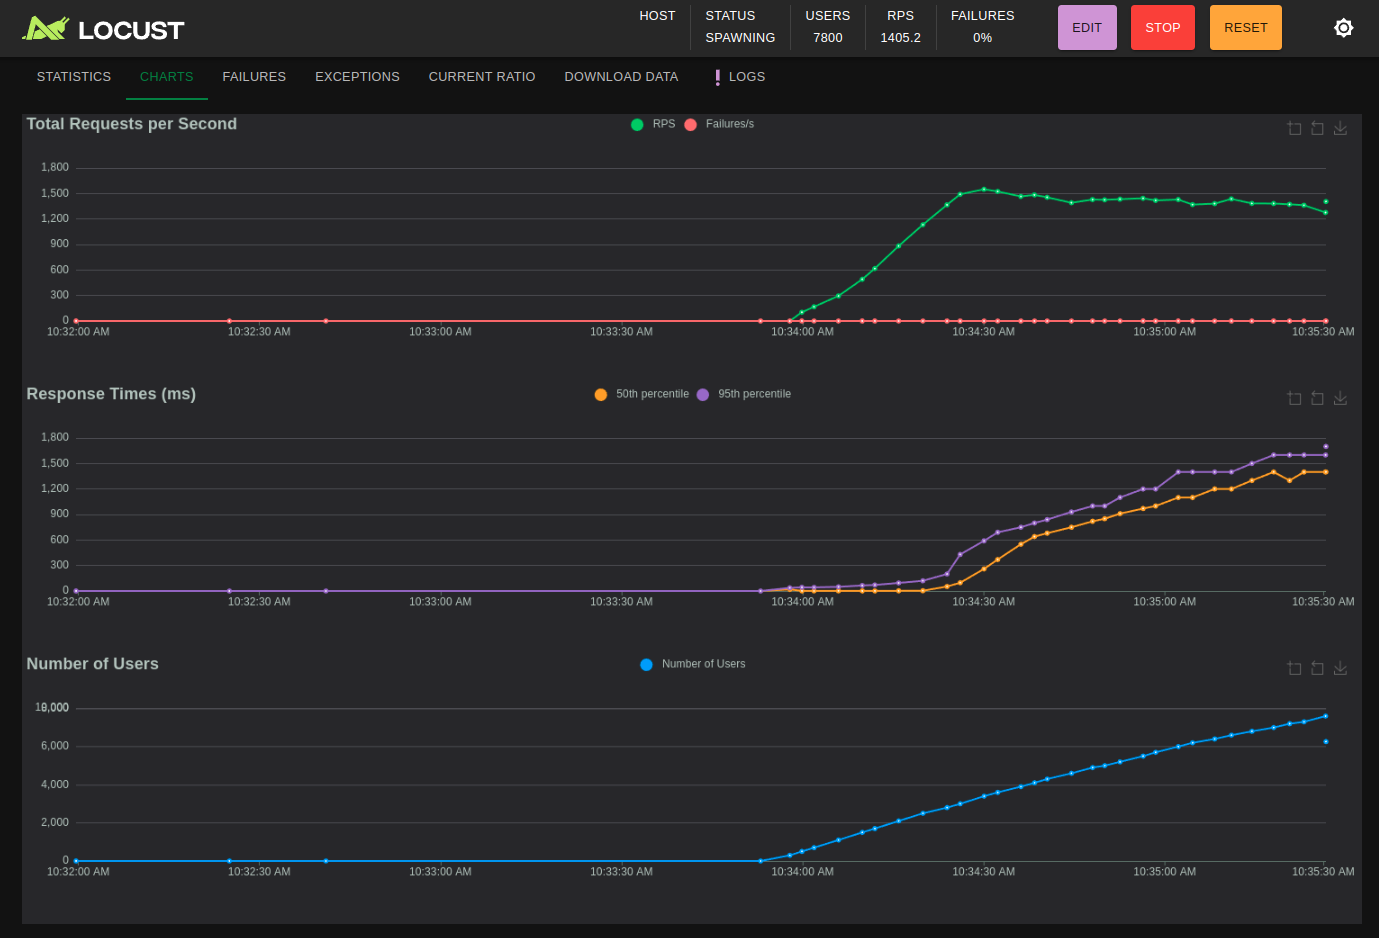 LOCUST
HOST
STATUS
SPAWNING
USERS
7800
RPS
1405.2
FAILURES
0%
EDIT
STOP
RESET
STATISTICS CHARTS FAILURES EXCEPTIONS CURRENT RATIO DOWNLOAD DATA LOGS
Total Requests per Second
RPS Failures/s
1,800
1,500
1,200
900
600
300
0
10:32:00 AM 10:32:30 AM 10:33:00 AM 10:33:30 AM 10:34:00 AM 10:34:30 AM 10:35:00 AM 10:35:30 AM
Response Times (ms)
50th percentile 95th percentile
1,800
1,500
1,200
900
600
300
0
10:32:00 AM 10:32:30 AM 10:33:00 AM 10:33:30 AM 10:34:00 AM 10:34:30 AM 10:35:00 AM 10:35:30 AM
Number of Users
Number of Users
6,000
4,000
2,000
0
10:32:00 AM 10:32:30 AM 10:33:00 AM 10:33:30 AM 10:34:00 AM 10:34:30 AM 10:35:00 AM 10:35:30 AM